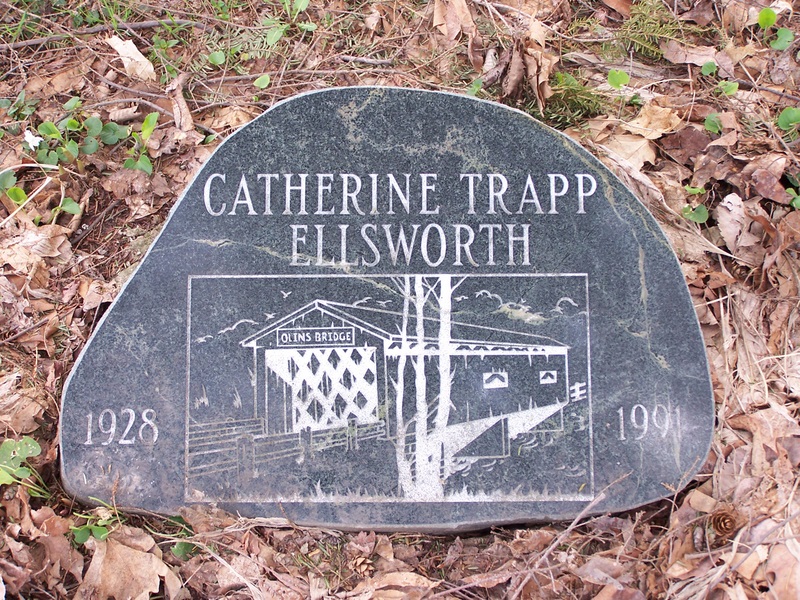 CATHERINE TRAPP
ELLSWORTH
OLINS BRIDGE
1928
1991